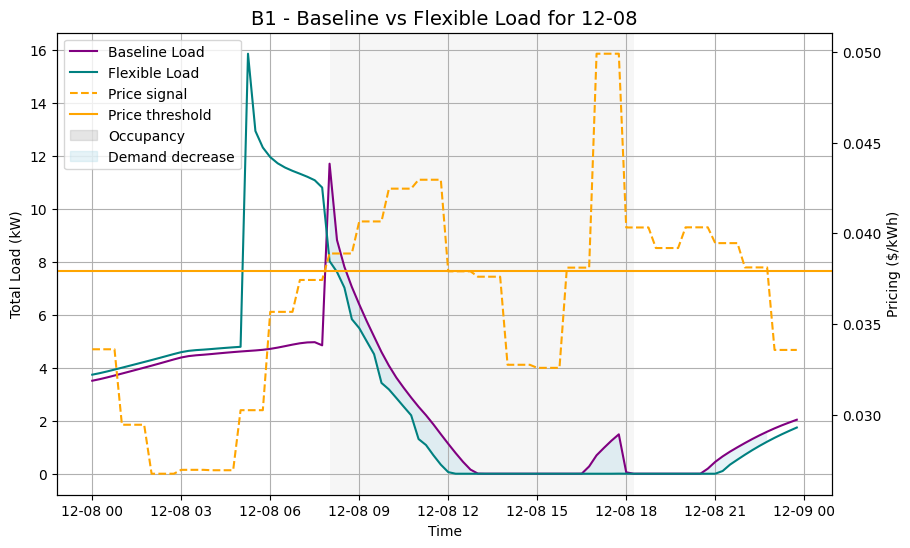 B1 - Baseline vs Flexible Load for 12-08
Baseline Load
Flexible Load
Price signal
Price threshold
Occupancy
Demand decrease
16
14
12
10
8
6
4
2
0
Total Load (kW)
0.050
0.045
0.040
0.035
0.030
Pricing ($/kWh)
12-08 00
12-08 03
12-08 06
12-08 09
12-08 12
12-08 15
12-08 18
12-08 21
12-09 00
Time